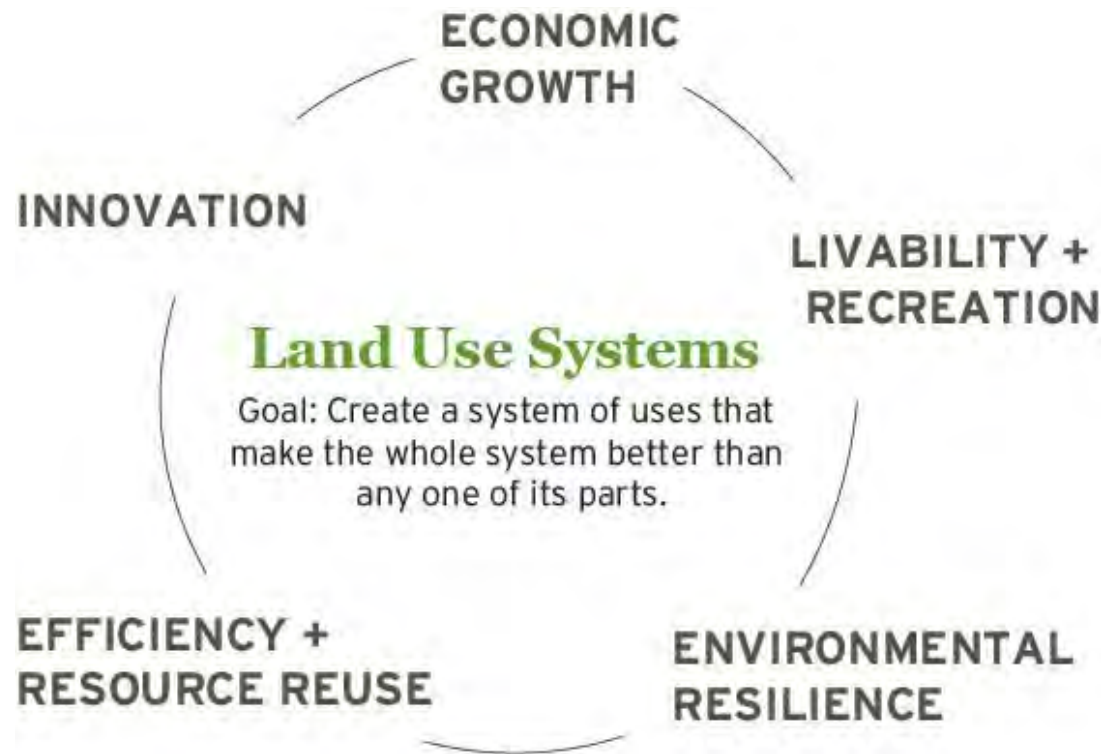 ECONOMIC
GROWTH
INNOVATION
LIVABILITY +
RECREATION
Land Use Systems
Goal: Create a system of uses that
make the whole system better than
any one of its parts.
EFFICIENCY +
RESOURCE REUSE
ENVIRONMENTAL
RESILIENCE